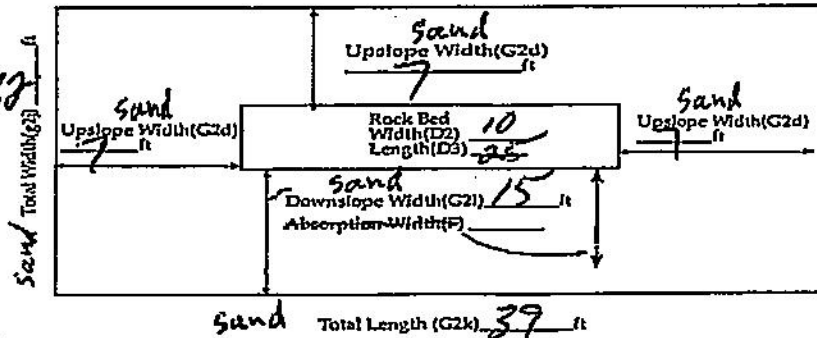 sand
Upslope Width(G2d)
7 ft
sand
Upslope Width(G2d)
7 ft
Rock Bed
Width(D2) 10
Length(D3) 25
sand
Upslope Width(G2d)
7 ft
sand
Downslope Width(G2l) 15 ft
Absorption Width(F)
sand Total Width(g2j) ft
sand Total Length (G2k) 39 ft